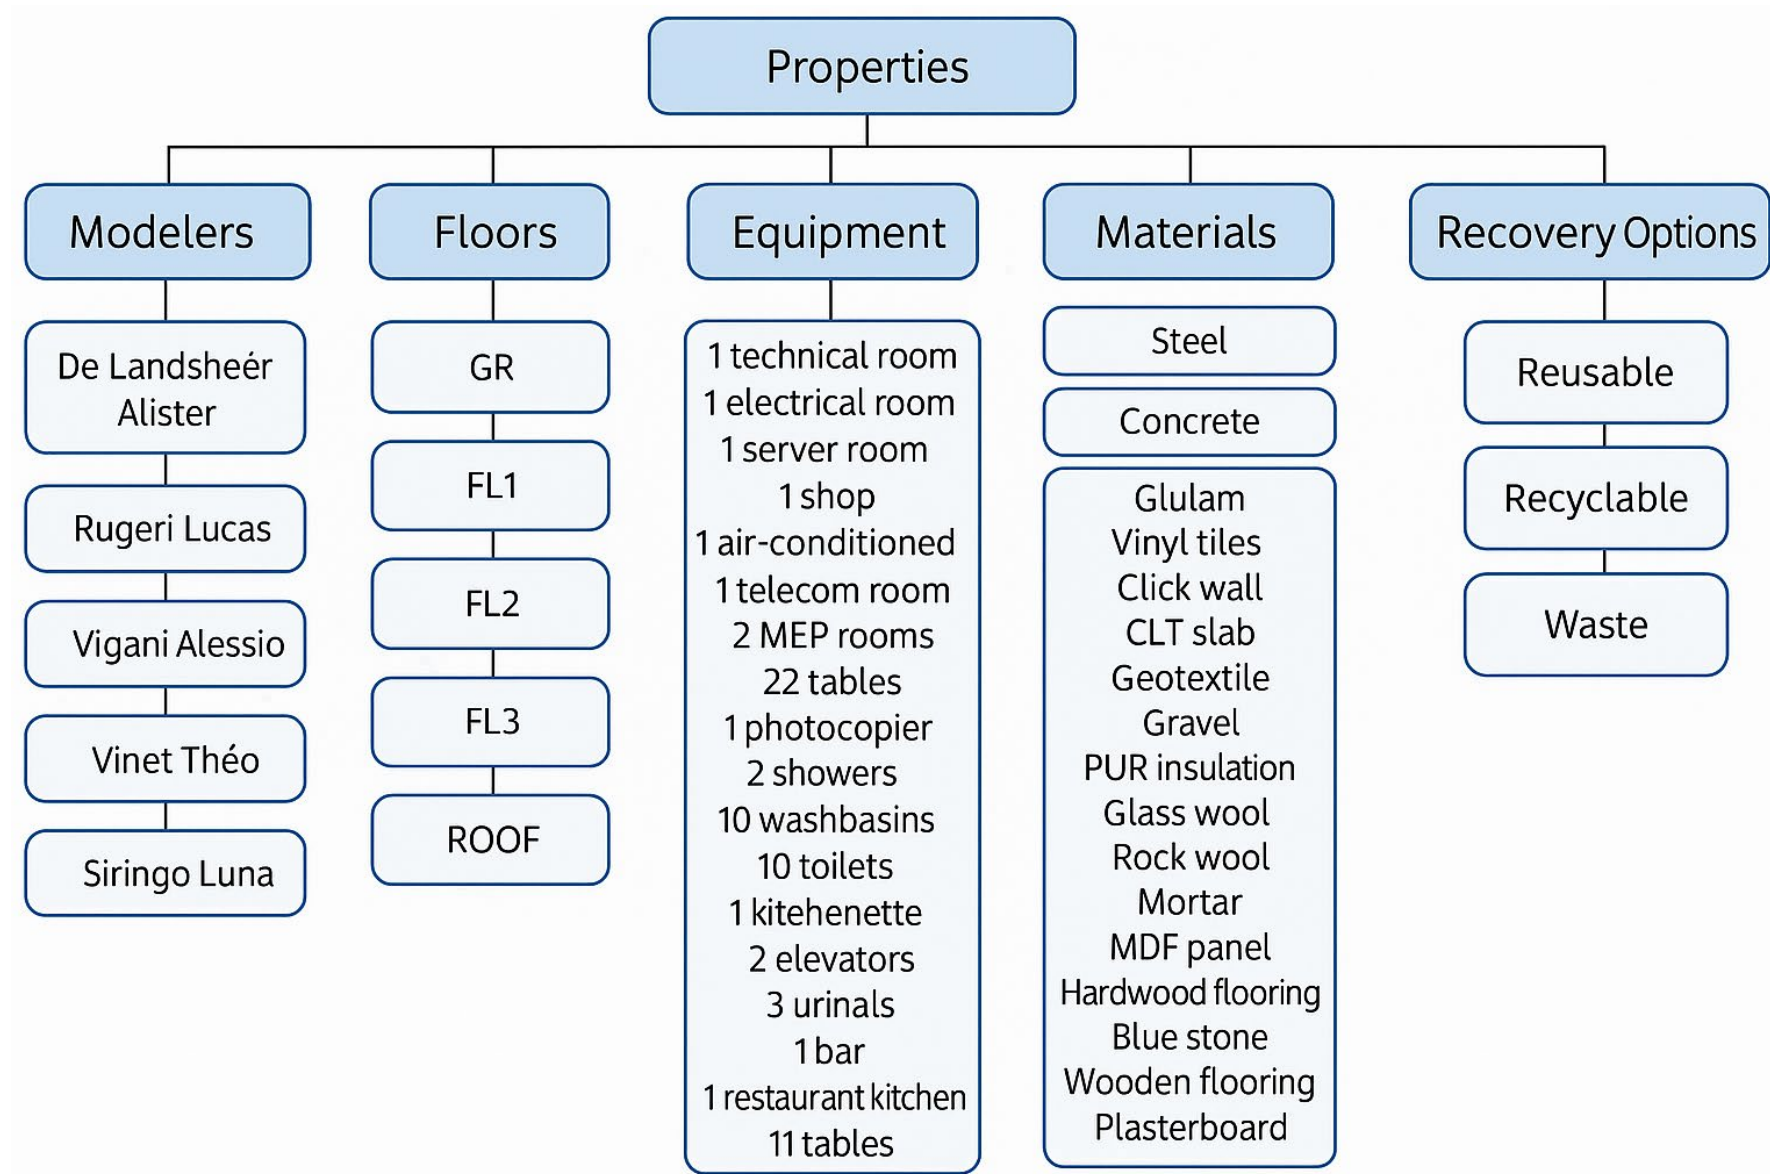 Properties
Modelers
De Landsheér
Alister
Rugeri Lucas
Vigani Alessio
Vinet Théo
Siringo Luna
Floors
GR
FL1
FL2
FL3
ROOF
Equipment
1 technical room
1 electrical room
1 server room
1 shop
1 air-conditioned
1 telecom room
2 MEP rooms
22 tables
1 photocopier
2 showers
10 washbasins
10 toilets
1 kitehenette
2 elevators
3 urinals
1 bar
1 restaurant kitchen
11 tables
Materials
Steel
Concrete
Glulam
Vinyl tiles
Click wall
CLT slab
Geotextile
Gravel
PUR insulation
Glass wool
Rock wool
Mortar
MDF panel
Hardwood flooring
Blue stone
Wooden flooring
Plasterboard
Recovery Options
Reusable
Recyclable
Waste